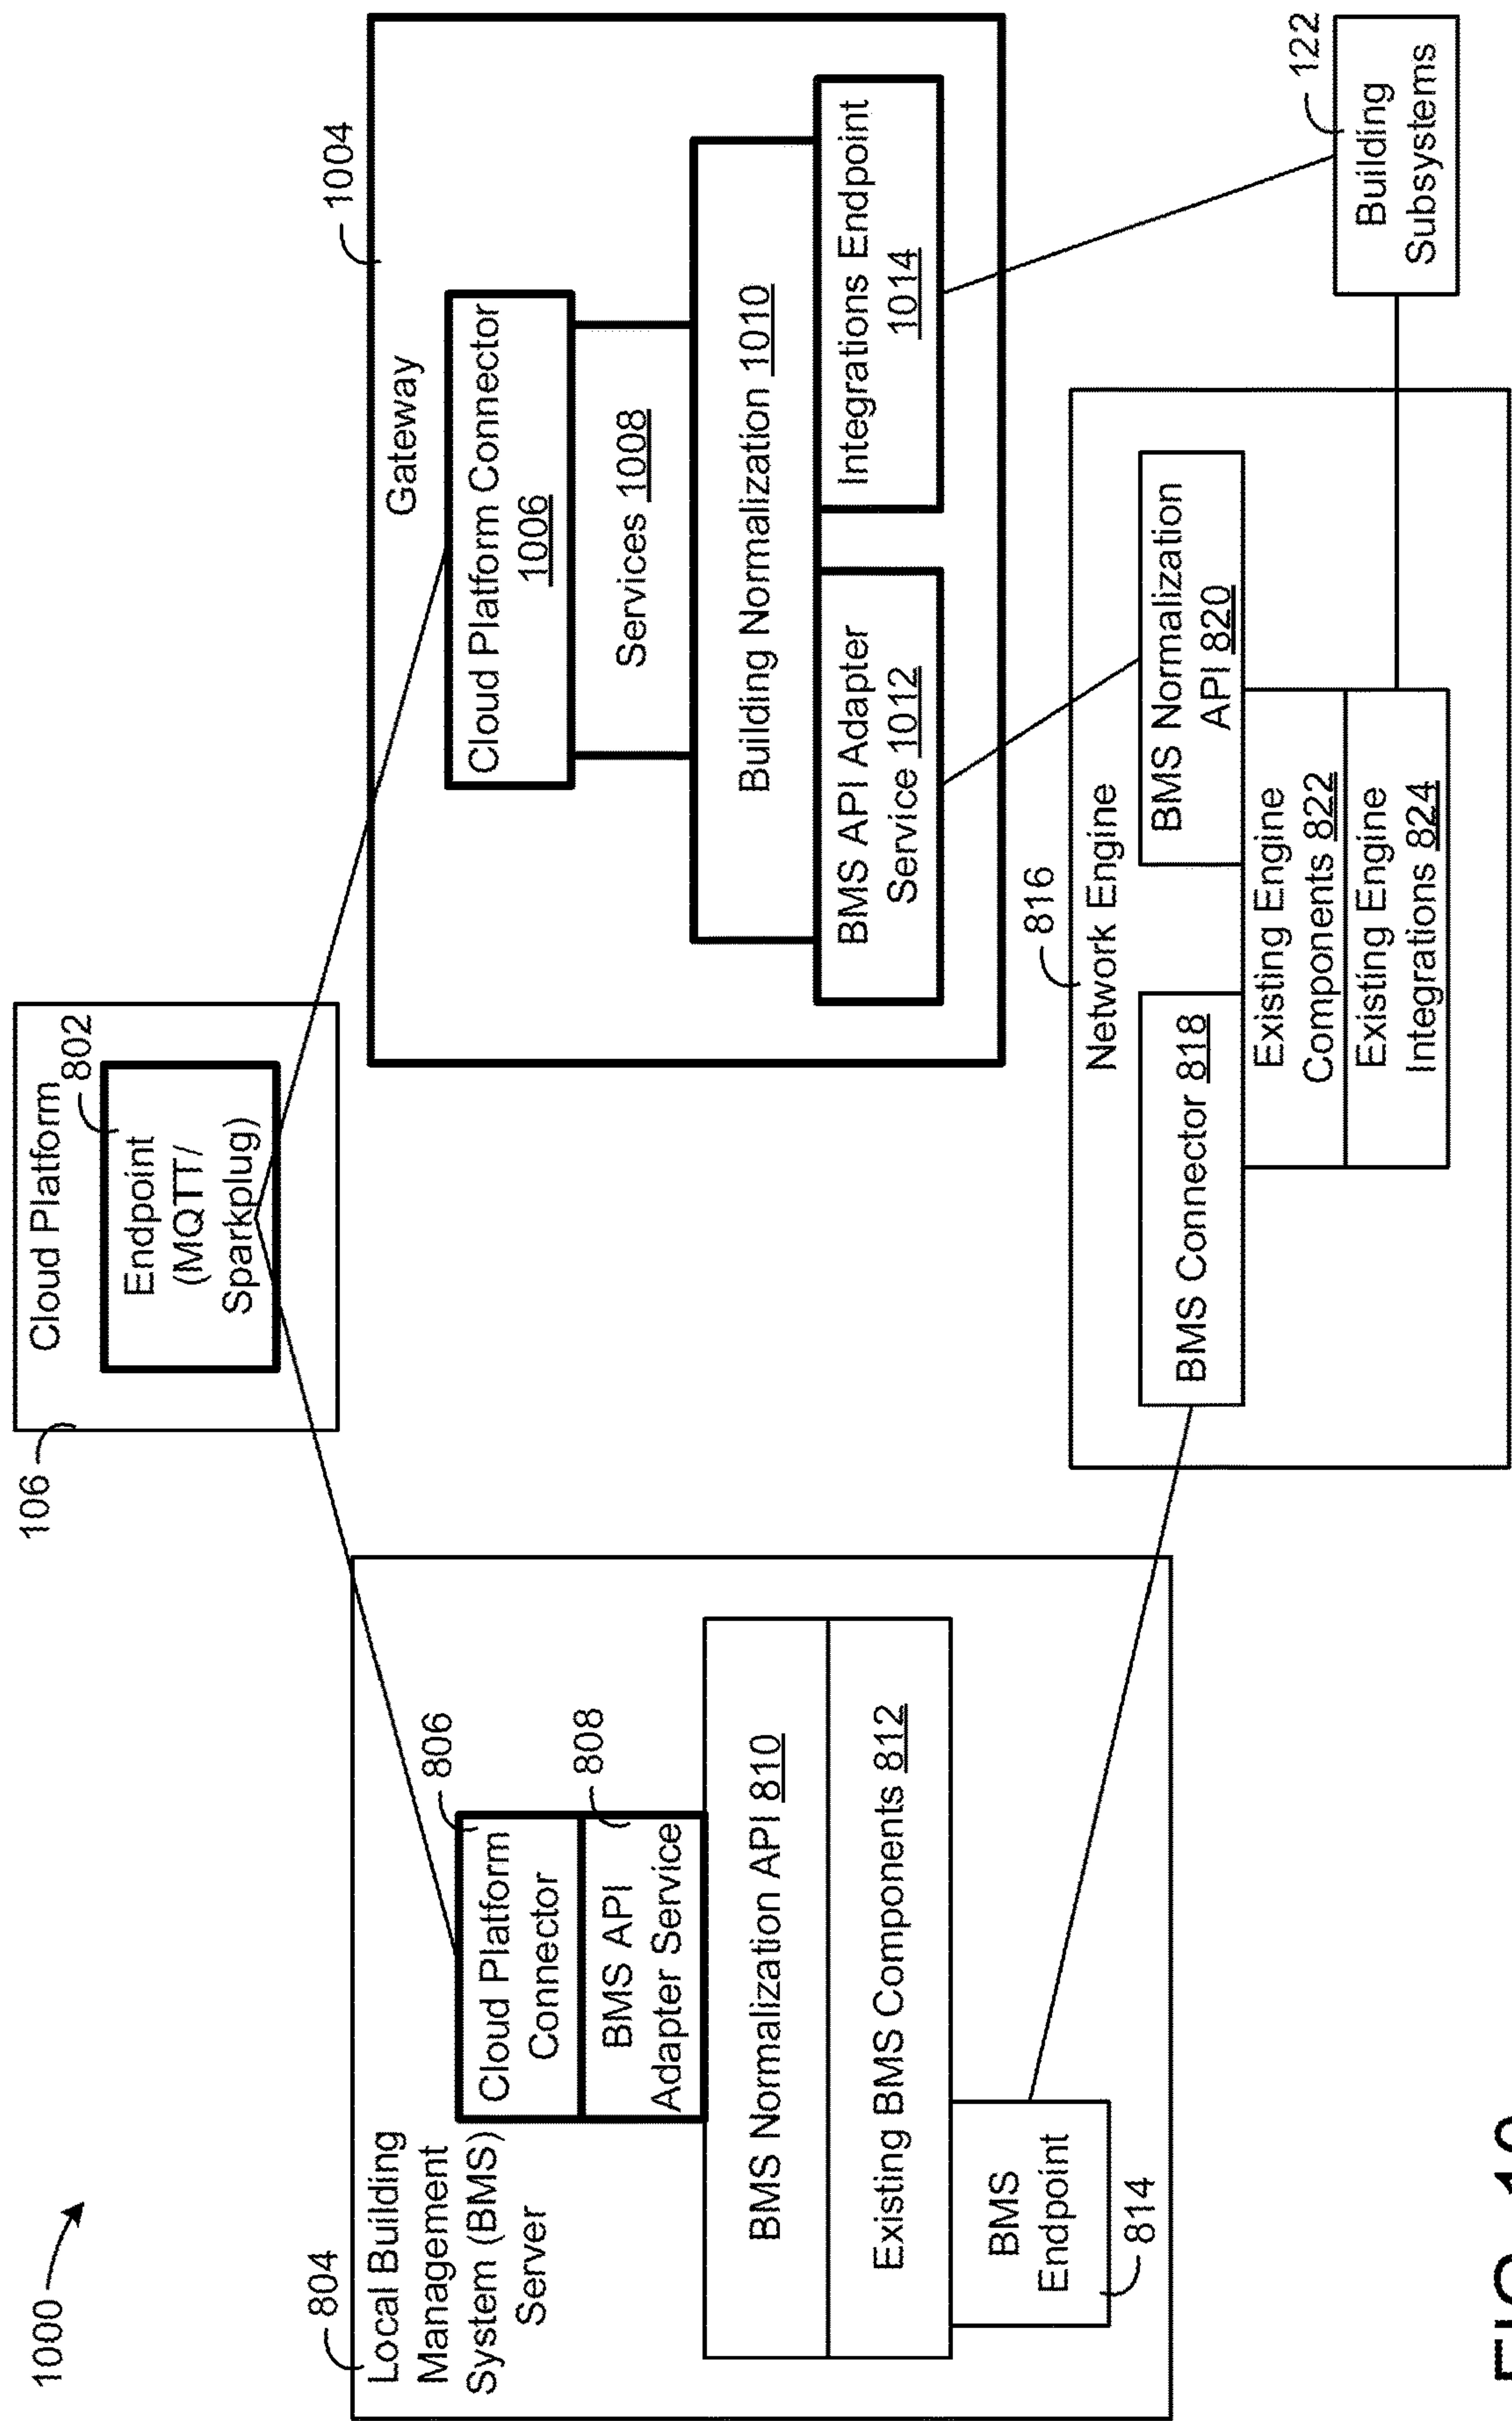 1000
106
Cloud Platform
802
Endpoint
(MQTT/
Sparkplug)
804
Local Building
Management
System (BMS)
Server
806
Cloud Platform
Connector
808
BMS API
Adapter Service
BMS Normalization API 810
Existing BMS Components 812
BMS
Endpoint
814
1004
Gateway
Cloud Platform Connector
1006
Services 1008
Building Normalization 1010
BMS API Adapter
Service 1012
Integrations Endpoint
1014
816
Network Engine
BMS Connector 818
BMS Normalization
API 820
Existing Engine
Components 822
Existing Engine
Integrations 824
122
Building
Subsystems
FIG. 10